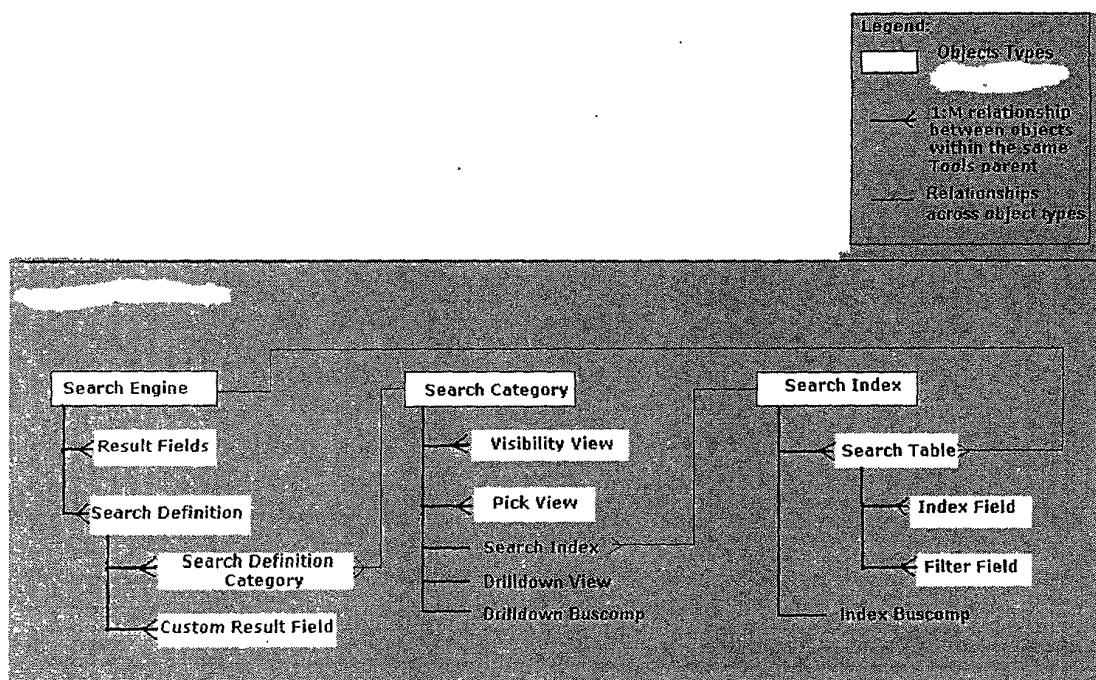 Legend:
Objects Types
1:M relationship
between objects
within the same
Tools parent
Relationships
across object types
Search Engine
Result Fields
Search Definition
Search Definition
Category
Custom Result Field
Search Category
Visibility View
Pick View
Search Index
Drilldown View
Drilldown Buscomp
Search Index
Search Table
Index Field
Filter Field
Index Buscomp